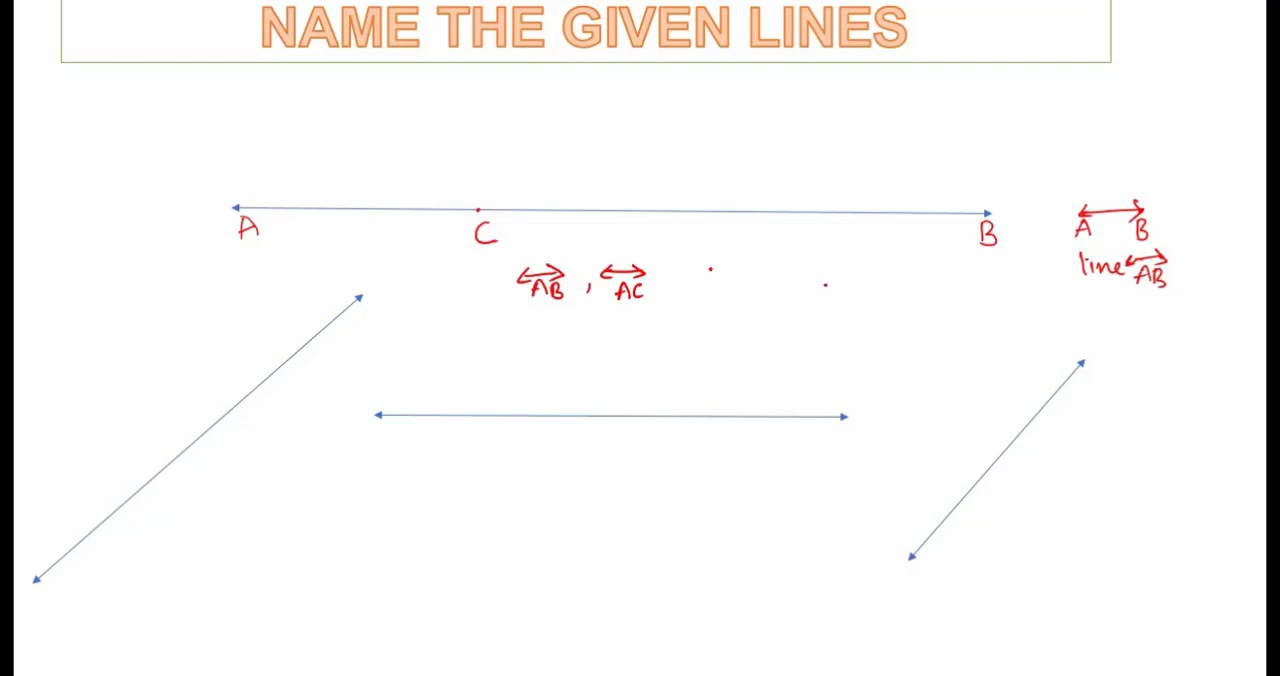 NAME THE GIVEN LINES
A C B
A B
line AB
AB , AC